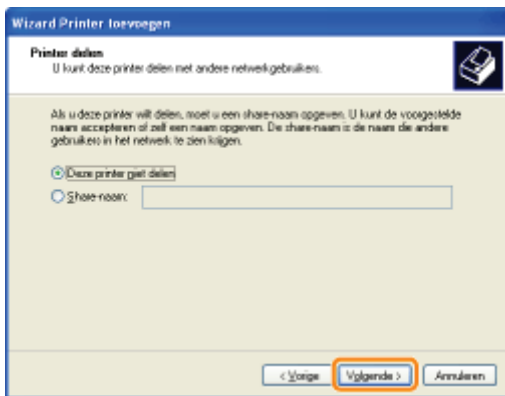 Wizard Printer toevoegen
Printer delen
U kunt deze printer delen met andere netwerkgebruikers.
Als u deze printer wilt delen, moet u een share-naam opgeven. U kunt de voorgestelde
naam accepteren of zelf een naam opgeven. De share-naam is de naam die andere
gebruikers in het netwerk te zien krijgen.
Deze printer niet delen
Share-naam:
< Vorige
Volgende >
Annuleren